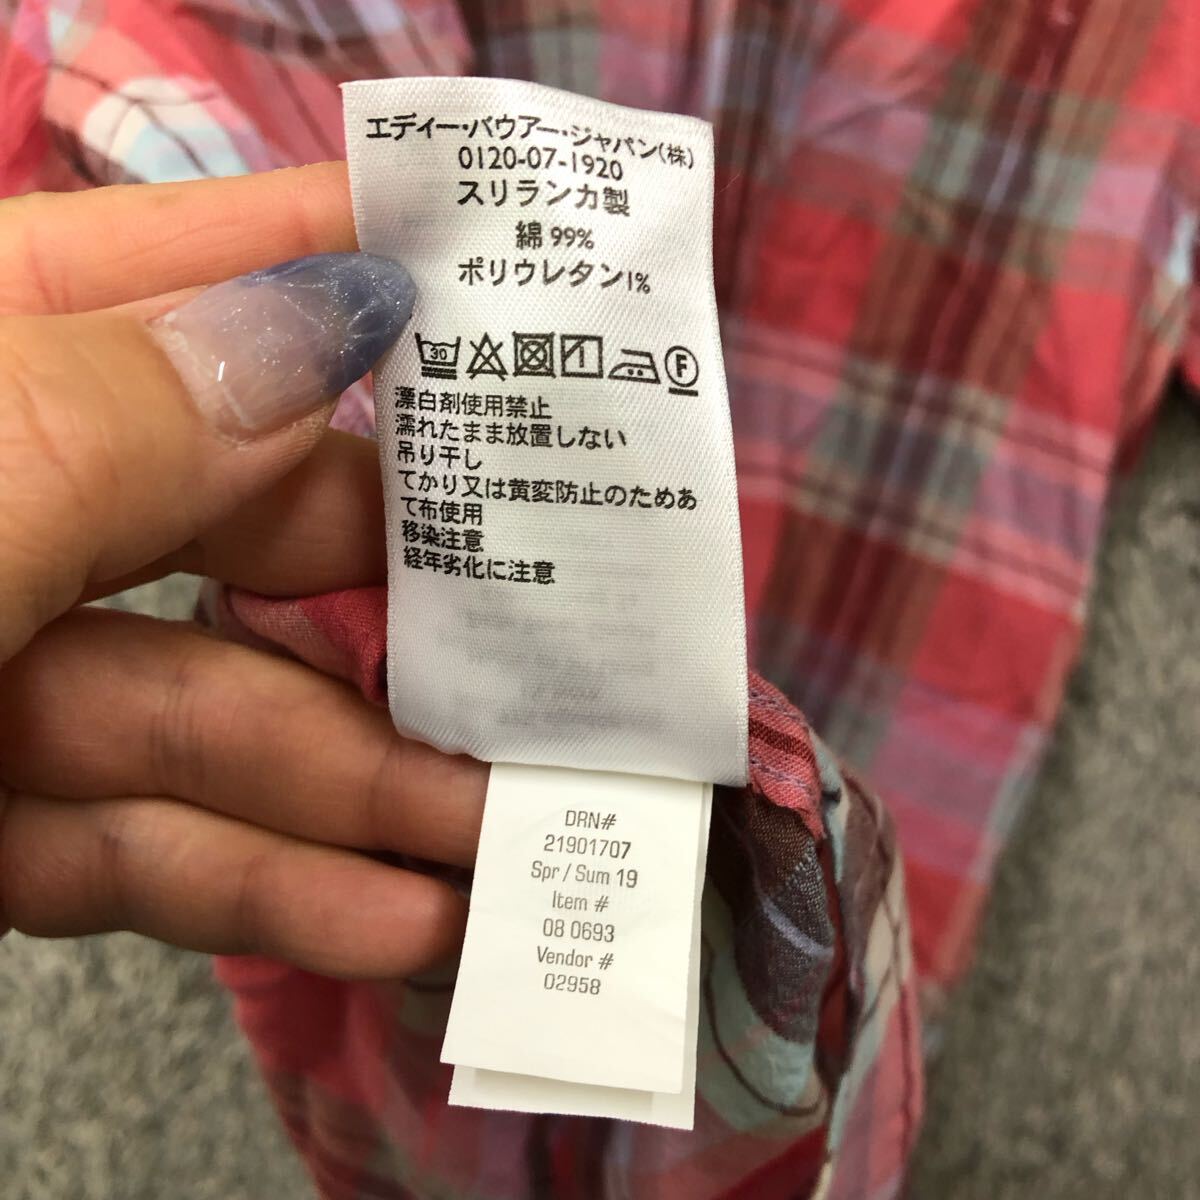 エディー・バウアー・ジャパン(株)
0120-07-1920
スリランカ製
綿 99%
ポリウレタン1%
30
F
漂白剤使用禁止
濡れたまま放置しない
吊り干し
てかり又は黄変防止のためあ
て布使用
移染注意
経年劣化に注意
DRN#
21901707
Spr / Sum 19
Item #
08 0693
Vendor #
02958